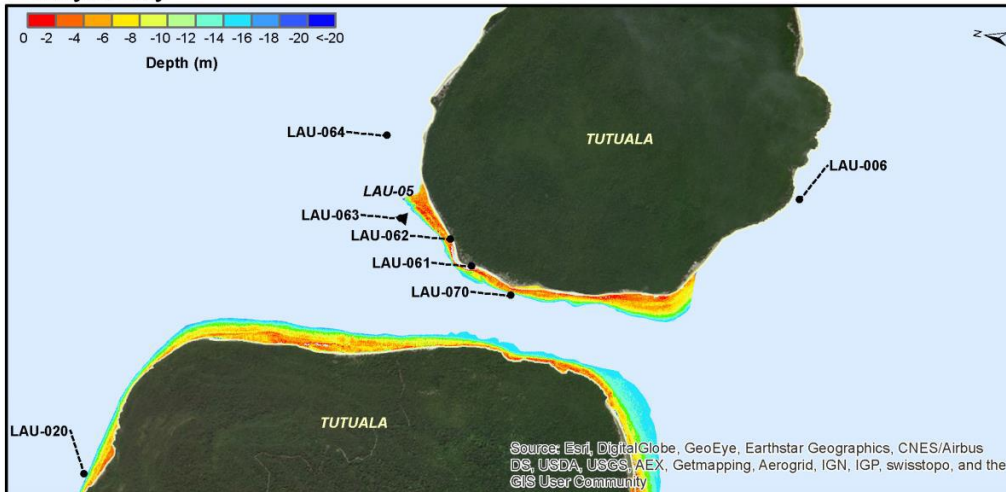 0 -2 -4 -6 -8 -10 -12 -14 -16 -18 -20 <-20
Depth (m)
N
LAU-064
TUTUALA
LAU-006
LAU-05
LAU-063
LAU-062
LAU-061
LAU-070
TUTUALA
LAU-020
Source: Esri, DigitalGlobe, GeoEye, Earthstar Geographics, CNES/Airbus
DS, USDA, USGS, AEX, Getmapping, Aerogrid, IGN, IGP, swisstopo, and the
GIS User Community